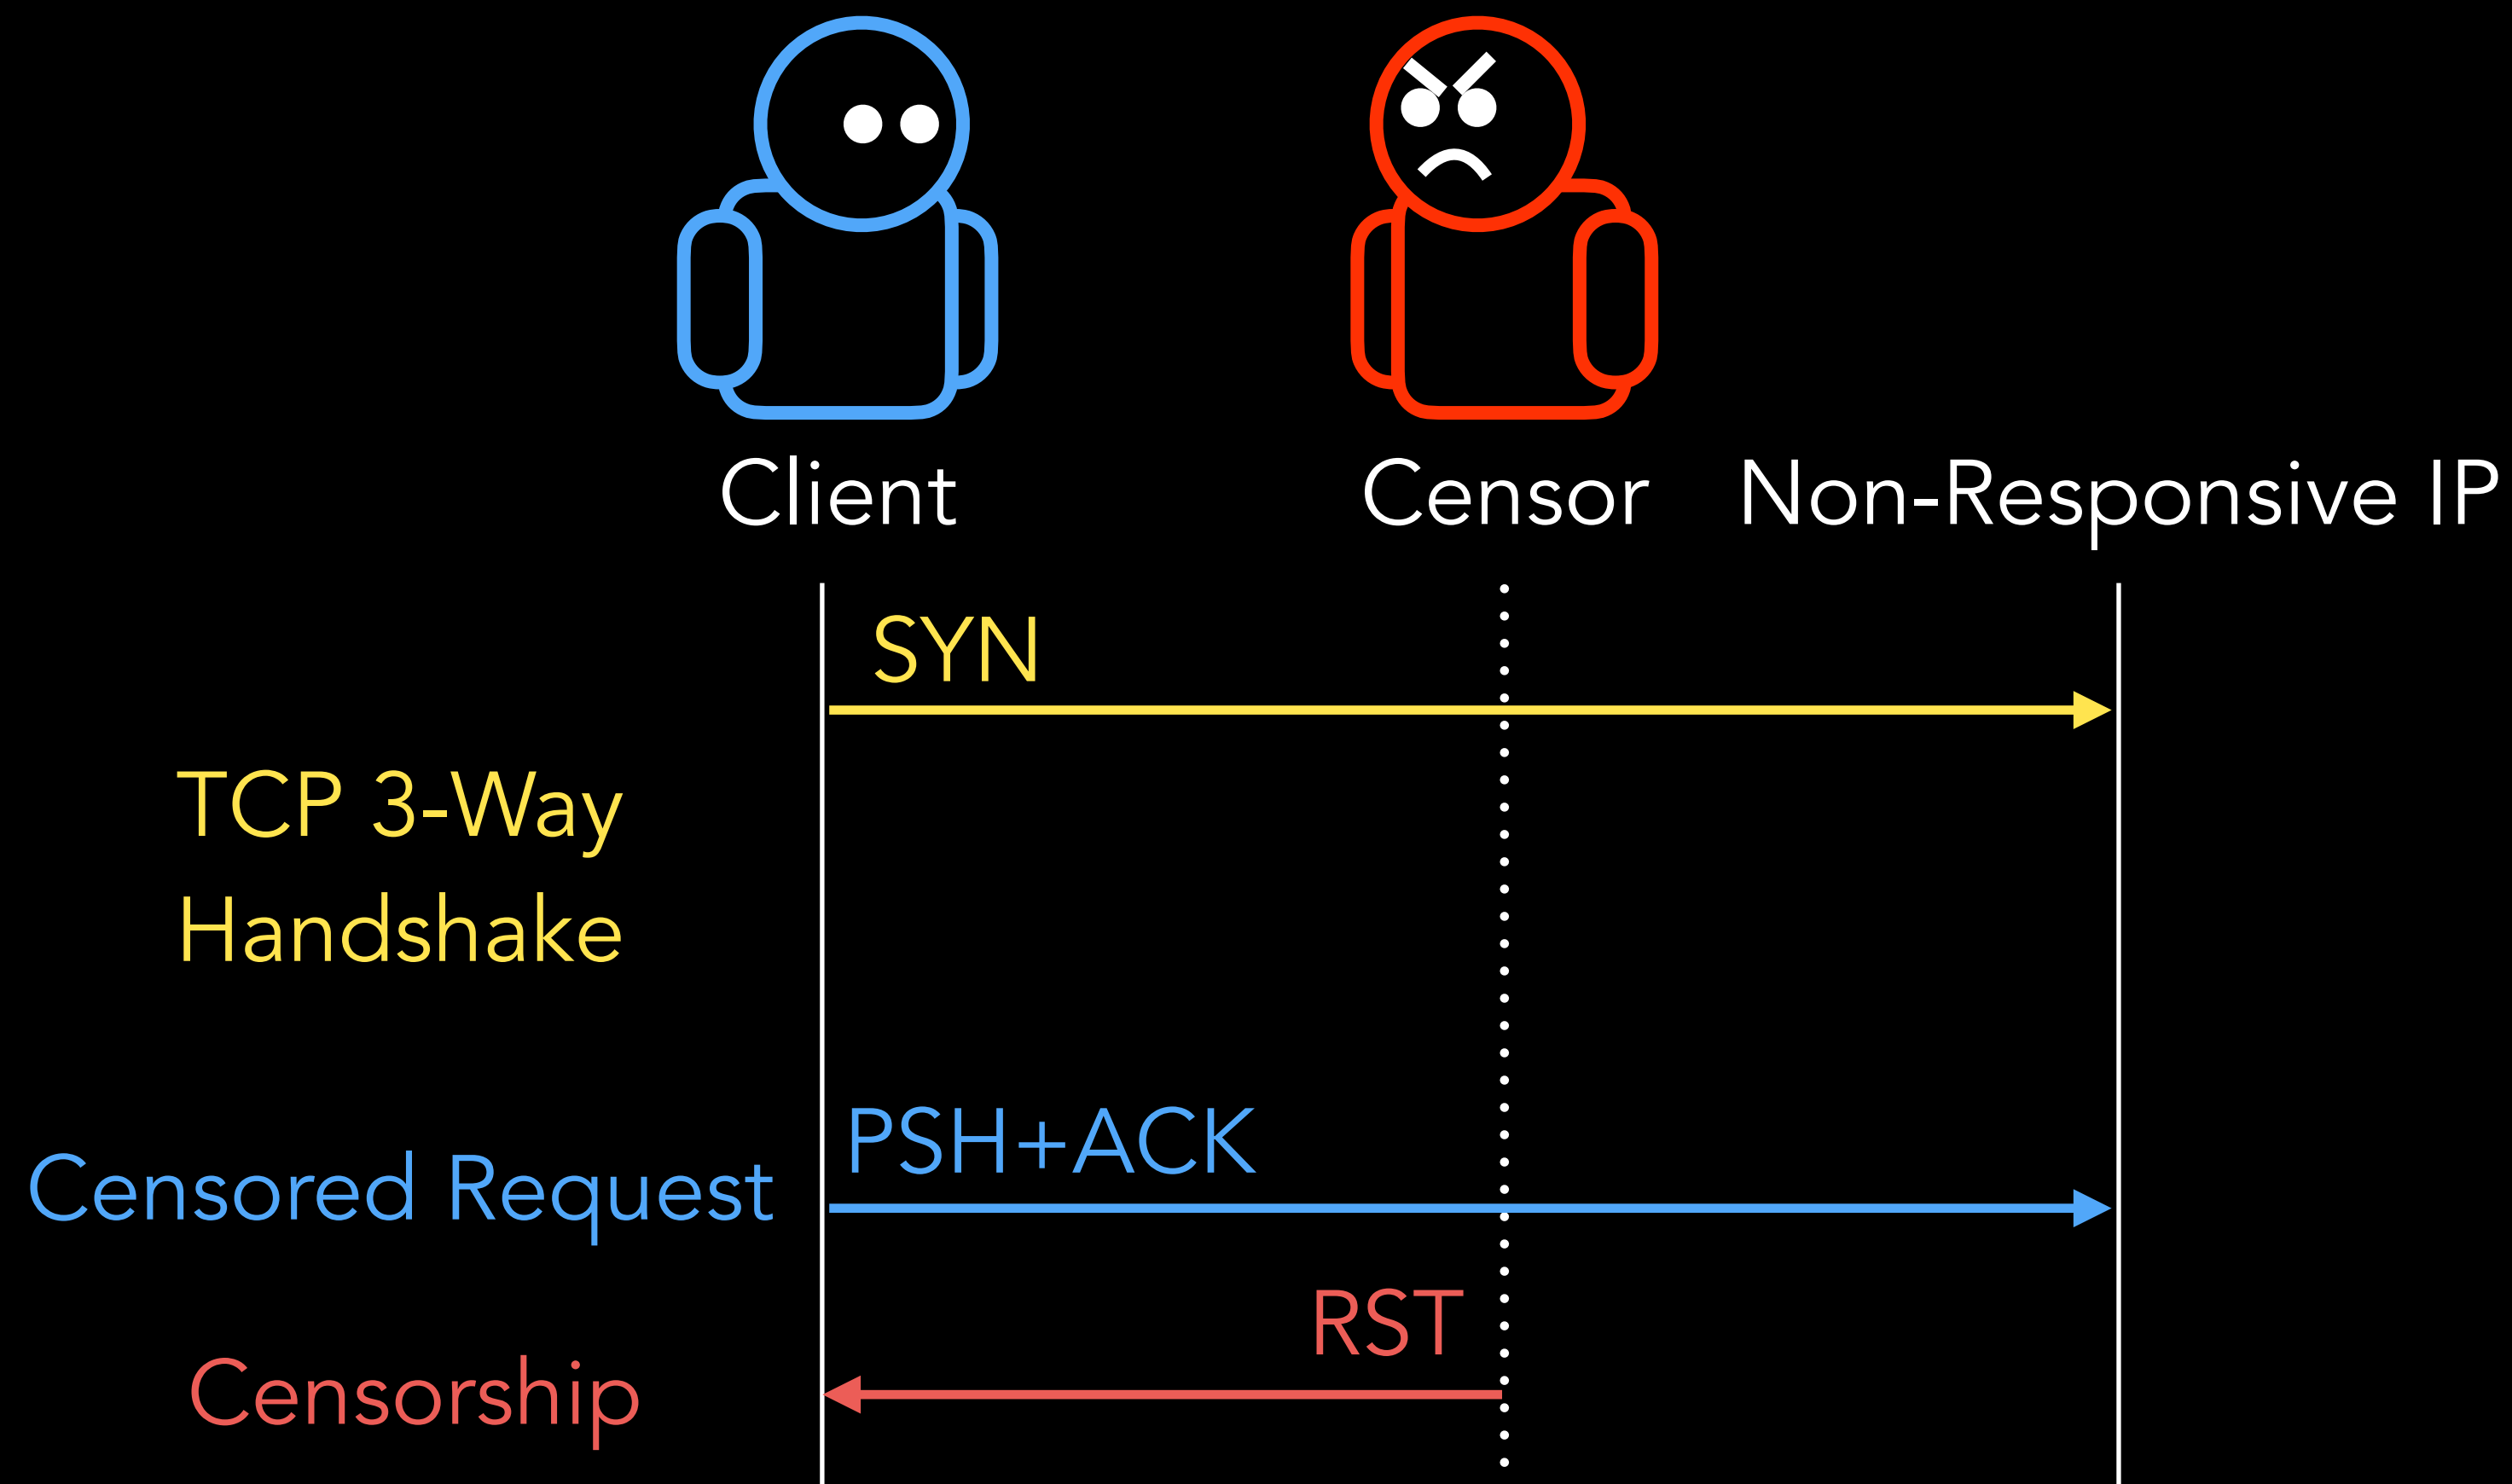 Client
Censor
Non-Responsive IP
SYN
TCP 3-Way
Handshake
PSH+ACK
Censored Request
RST
Censorship